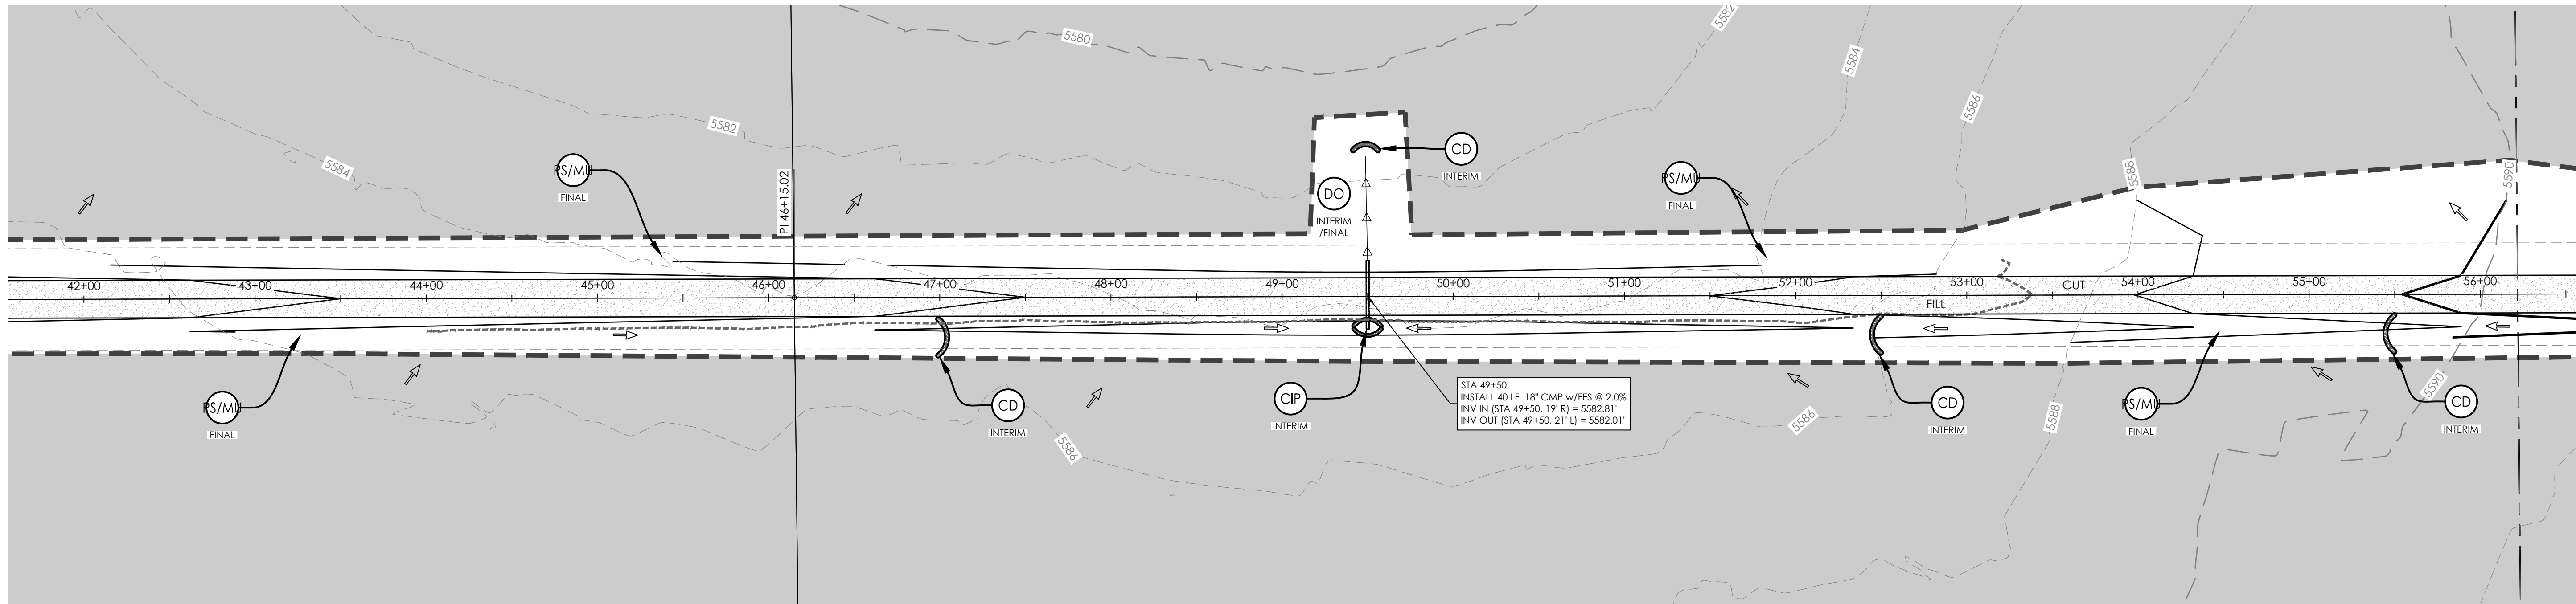 5580
5582
5584
5586
5582
5584
PS/MU
FINAL
PI 46+15.02
CD
INTERIM
DO
INTERIM
/FINAL
PS/MU
FINAL
5588
5590
42+00
43+00
44+00
45+00
46+00
47+00
48+00
49+00
50+00
51+00
52+00
53+00
54+00
55+00
56+00
CUT
FILL
PS/MU
FINAL
CD
INTERIM
CIP
INTERIM
STA 49+50
INSTALL 40 LF 18" CMP w/FES @ 2.0%
INV IN (STA 49+50, 19' R) = 5582.81'
INV OUT (STA 49+50, 21' L) = 5582.01'
CD
INTERIM
PS/MU
FINAL
CD
INTERIM
5586
5586
5588
5590